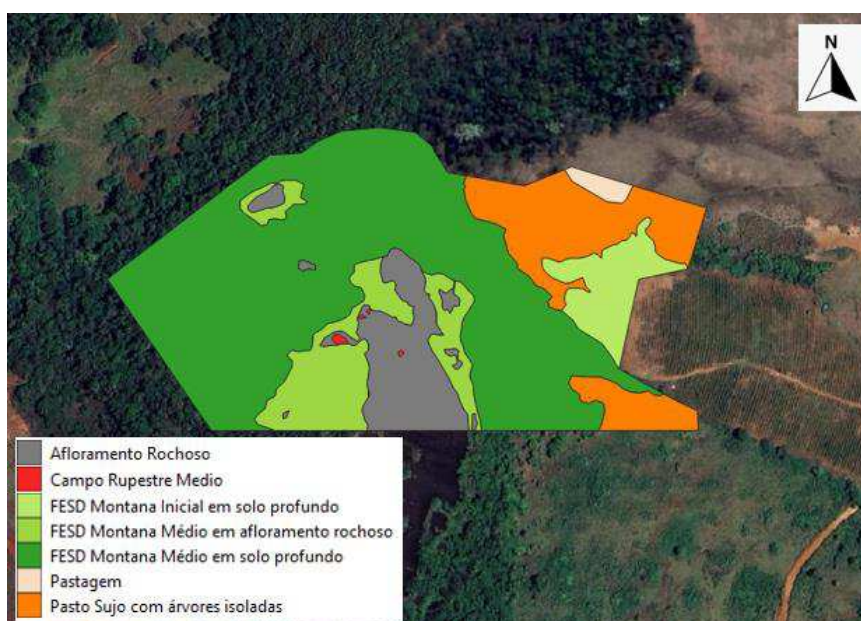 N
Afloramento Rochoso
Campo Rupestre Medio
FESD Montana Inicial em solo profundo
FESD Montana Médio em afloramento rochoso
FESD Montana Médio em solo profundo
Pastagem
Pasto Sujo com árvores isoladas